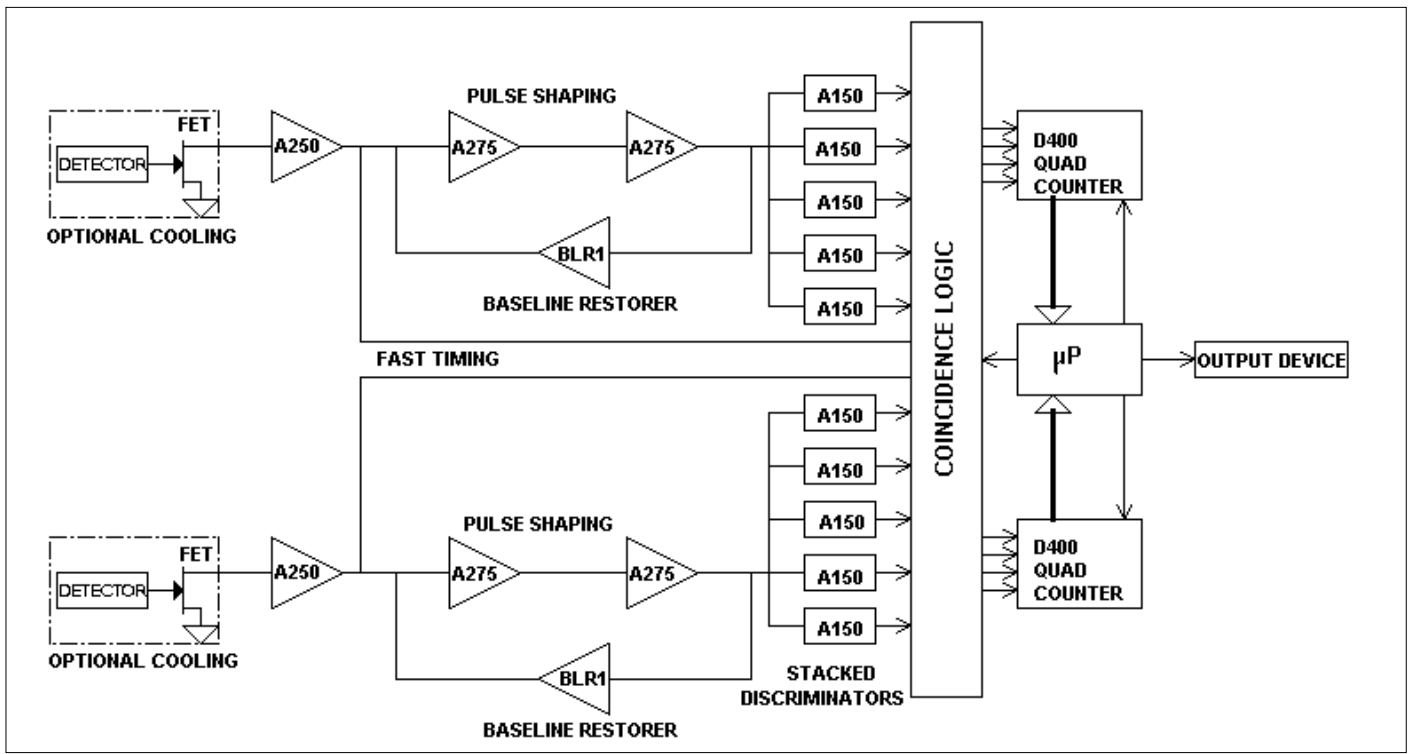 PULSE SHAPING
FET
DETECTOR
OPTIONAL COOLING
A250
A275
A275
BLR1
BASELINE RESTORER
A150
A150
A150
A150
A150
FAST TIMING
COINCIDENCE LOGIC
D400
QUAD
COUNTER
µP
OUTPUT DEVICE
A150
A150
A150
A150
A150
PULSE SHAPING
FET
DETECTOR
OPTIONAL COOLING
A250
A275
A275
BLR1
BASELINE RESTORER
STACKED
DISCRIMINATORS
D400
QUAD
COUNTER